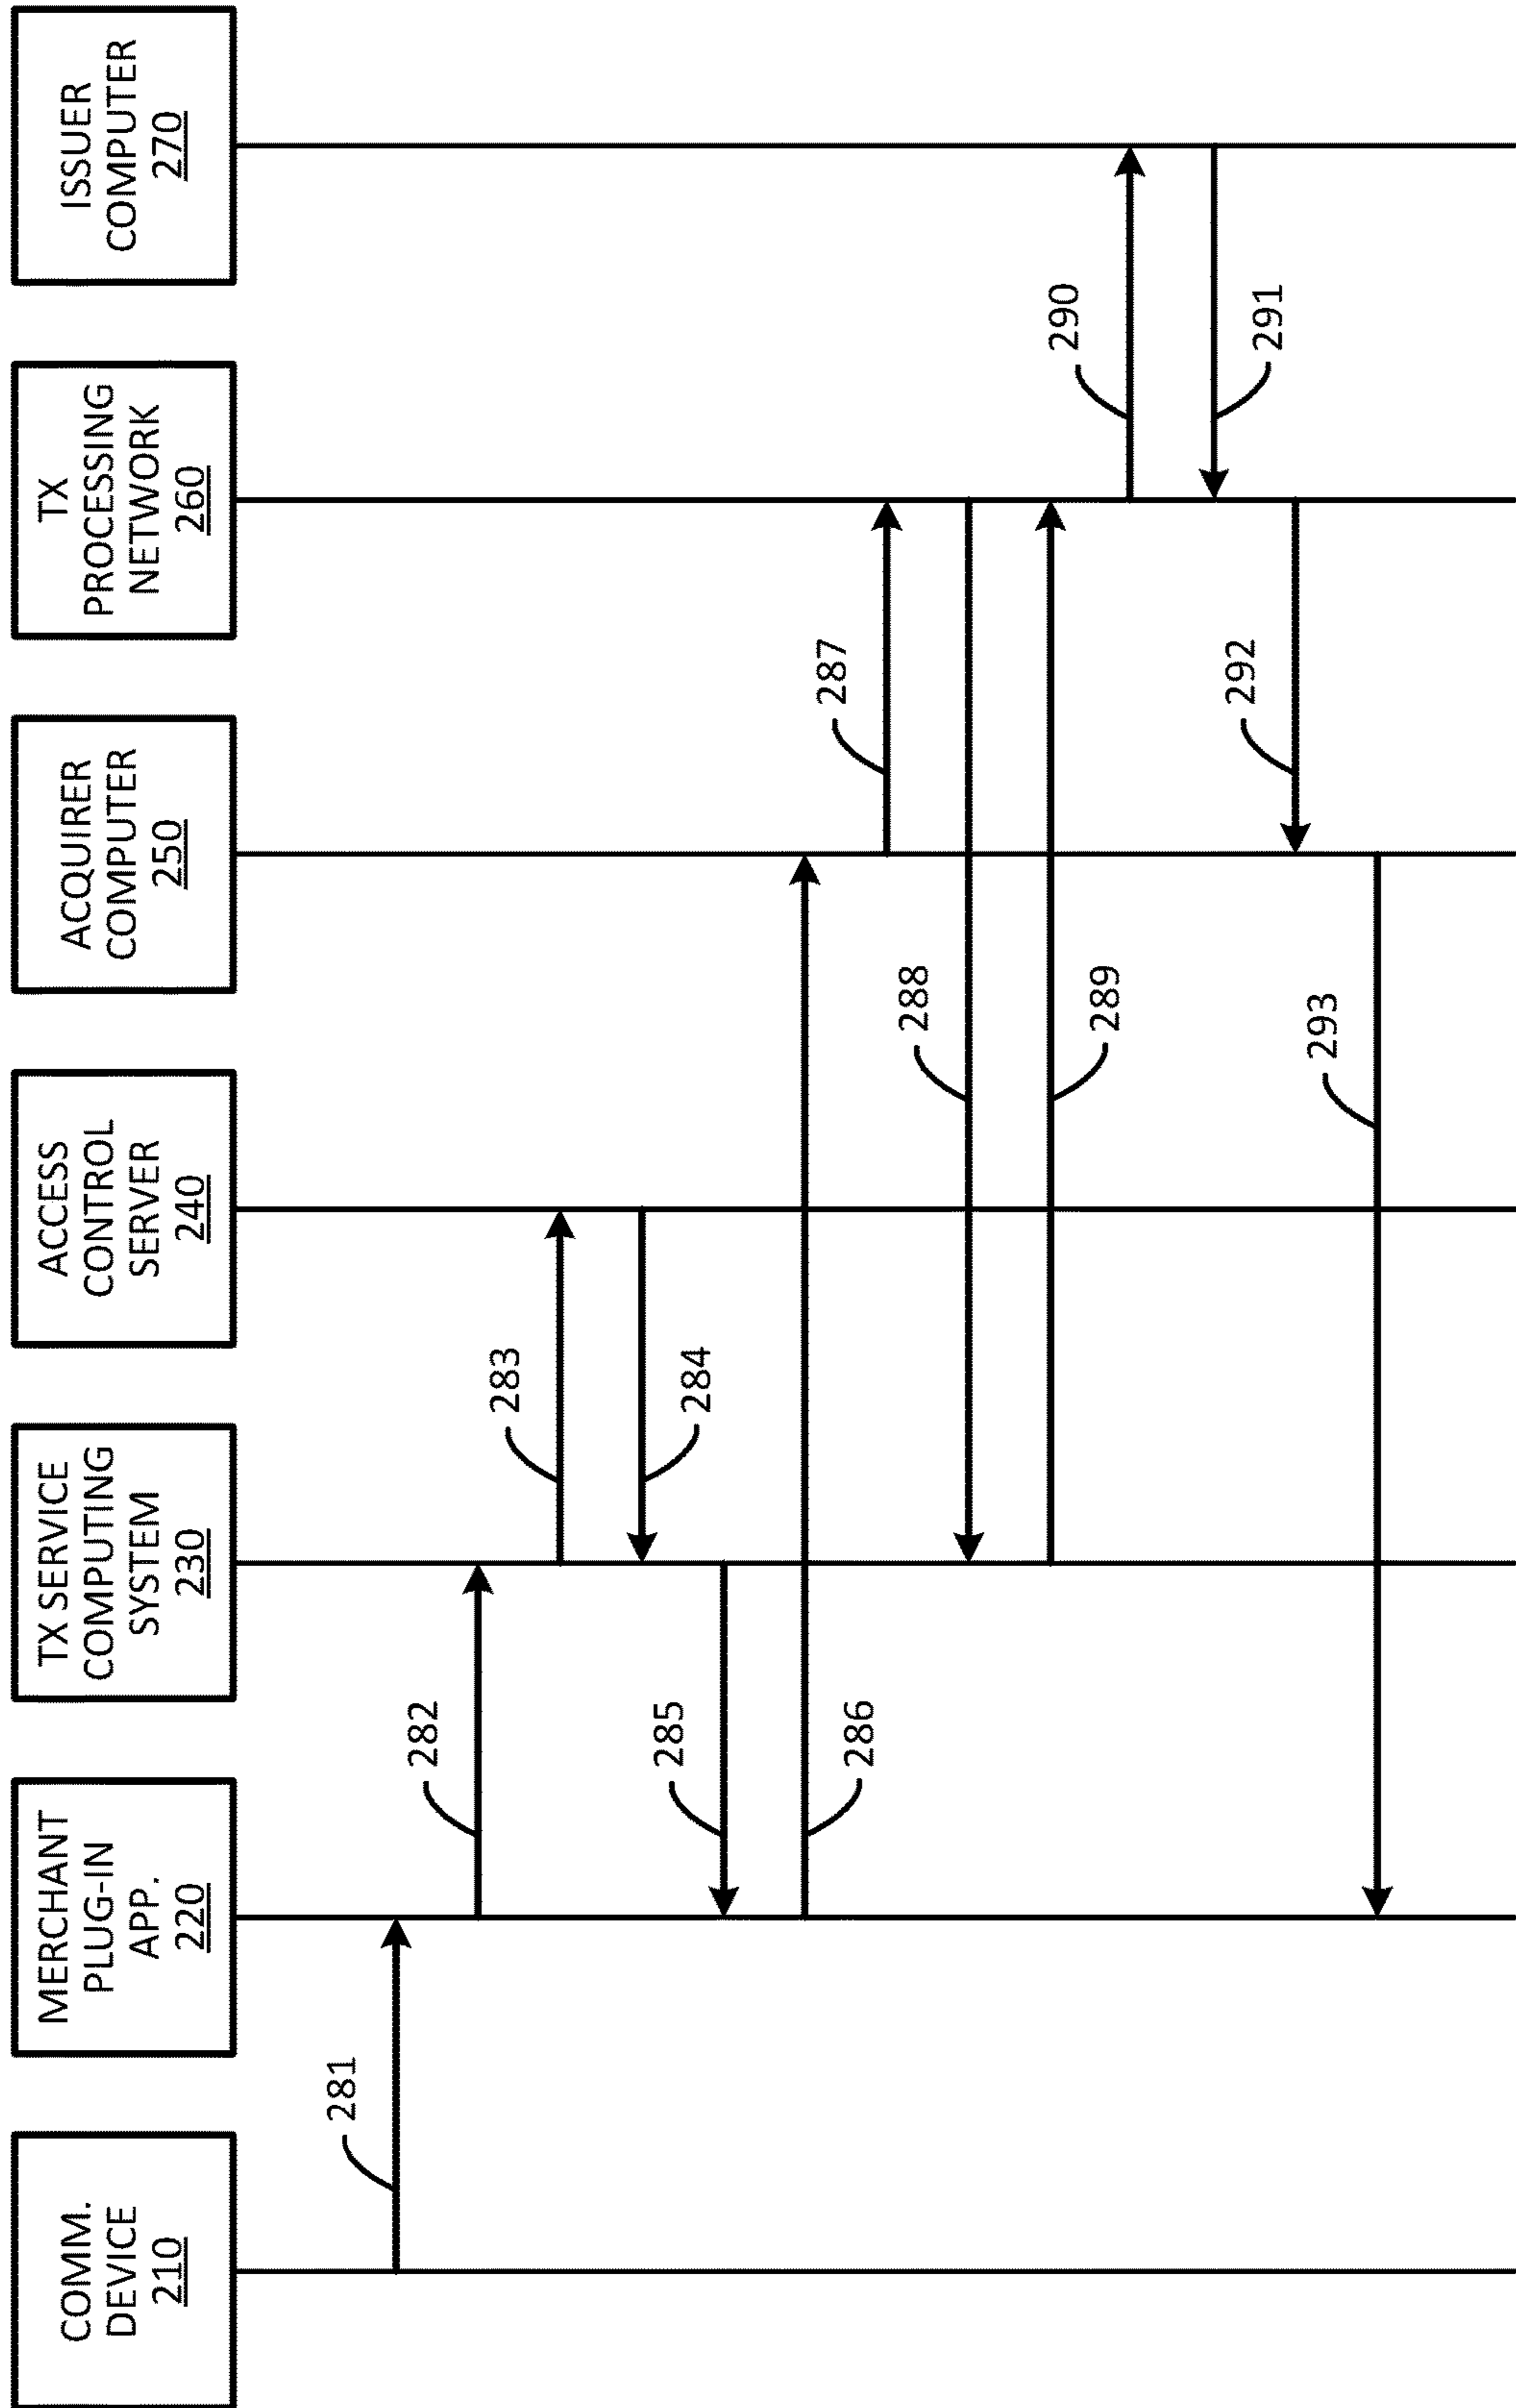 COMM.
DEVICE
210
MERCHANT
PLUG-IN
APP.
220
TX SERVICE
COMPUTING
SYSTEM
230
ACCESS
CONTROL
SERVER
240
ACQUIRER
COMPUTER
250
TX
PROCESSING
NETWORK
260
ISSUER
COMPUTER
270
281
282
283
284
285
286
287
288
289
290
291
292
293